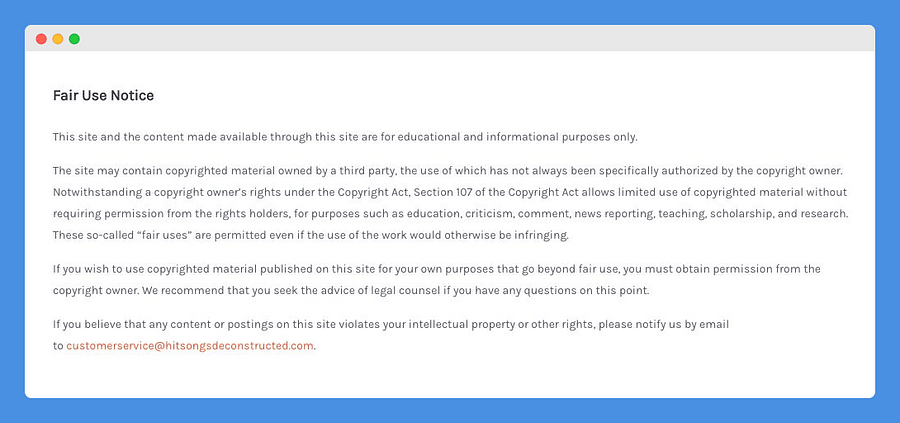 Fair Use Notice
This site and the content made available through this site are for educational and informational purposes only.
The site may contain copyrighted material owned by a third party, the use of which has not always been specifically authorized by the copyright owner.
Notwithstanding a copyright owner's rights under the Copyright Act, Section 107 of the Copyright Act allows limited use of copyrighted material without
requiring permission from the rights holders, for purposes such as education, criticism, comment, news reporting, teaching, scholarship, and research.
These so-called “fair uses” are permitted even if the use of the work would otherwise be infringing.
If you wish to use copyrighted material published on this site for your own purposes that go beyond fair use, you must obtain permission from the
copyright owner. We recommend that you seek the advice of legal counsel if you have any questions on this point.
If you believe that any content or postings on this site violates your intellectual property or other rights, please notify us by email
to customerservice@hitsongsdeconstructed.com.